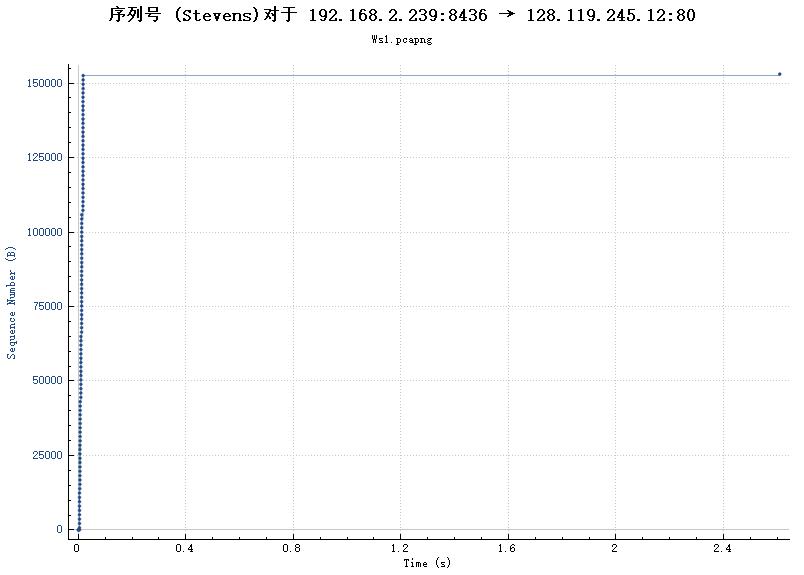 序列号 (Stevens)对于 192.168.2.239:8436 → 128.119.245.12:80
Ws1.pcapng
150000
125000
100000
75000
50000
25000
0
Sequence Number (B)
0 0.4 0.8 1.2 1.6 2 2.4
Time (s)